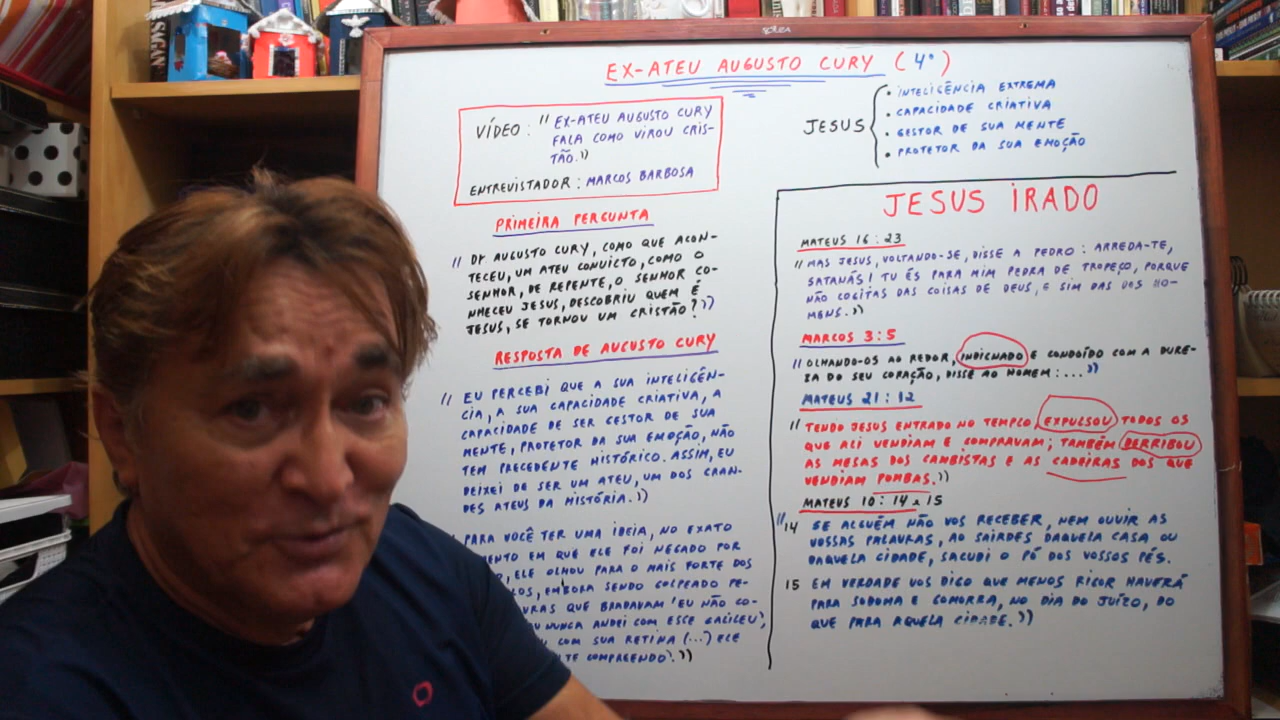 EX-ATEU AUGUSTO CURY (4º)
VÍDEO: "EX-ATEU AUGUSTO CURY
FALA COMO VIROU CRIS-
TÃO."
ENTREVISTADOR: MARCOS BARBOSA
PRIMEIRA PERGUNTA
"DR AUGUSTO CURY, COMO QUE ACON-
TECEU, UM ATEU CONVICTO, COMO O
SENHOR, DE REPENTE, O SENHOR CO-
NHECEU JESUS, DESCOBRIU QUEM É
JESUS, SE TORNOU UM CRISTÃO?"
RESPOSTA DE AUGUSTO CURY
"EU PERCEBI QUE A SUA INTELIGÊN-
CIA, A SUA CAPACIDADE CRIATIVA, A
CAPACIDADE DE SER GESTOR DE SUA
MENTE, PROTETOR DA SUA EMOÇÃO, NÃO
TEM PRECEDENTE HISTÓRICO. ASSIM, EU
DEIXEI DE SER UM ATEU, UM DOS GRAN-
DES ATEUS DA HISTÓRIA."
PARA VOCÊ TER UMA IDEIA, NO EXATO
MENTO EM QUE ELE FOI NEGADO POR
, ELE OLHOU PARA O MAIS FORTE DOS
LOS, EMBORA SENDO GOLPEADO PE-
URAS QUE BRADAVAM 'EU NÃO CO-
OU NUNCA ANDEI COM ESSE GALILEU',
COM SUA RETINA (...) ELE
TE COMPREENDO'."
JESUS
• INTELIGÊNCIA EXTREMA
• CAPACIDADE CRIATIVA
• GESTOR DE SUA MENTE
• PROTETOR DA SUA EMOÇÃO
JESUS IRADO
MATEUS 16:23
"MAS JESUS, VOLTANDO-SE, DISSE A PEDRO: ARREDA-TE,
SATANÁS! TU ÉS PARA MIM PEDRA DE TROPEÇO, PORQUE
NÃO COGITAS DAS COISAS DE DEUS, E SIM DAS DOS HO-
MENS."
MARCOS 3:5
"OLHANDO-OS AO REDOR, INDIGNADO E CONDOÍDO COM A DURE-
ZA DO SEU CORAÇÃO, DISSE AO HOMEM:..."
MATEUS 21:12
"TENDO JESUS ENTRADO NO TEMPLO, EXPULSOU TODOS OS
QUE ALI VENDIAM E COMPRAVAM; TAMBÉM DERRIBOU
AS MESAS DOS CAMBISTAS E AS CADEIRAS DOS QUE
VENDIAM POMBAS."
MATEUS 10:14 e 15
"14 SE ALGUÉM NÃO VOS RECEBER, NEM OUVIR AS
VOSSAS PALAVRAS, AO SAIRDES DAQUELA CASA OU
DAQUELA CIDADE, SACUDI O PÓ DOS VOSSOS PÉS.
15 EM VERDADE VOS DIGO QUE MENOS RIGOR HAVERÁ
PARA SODOMA E GOMORRA, NO DIA DO JUÍZO, DO
QUE PARA AQUELA CIDADE."
SAGAN